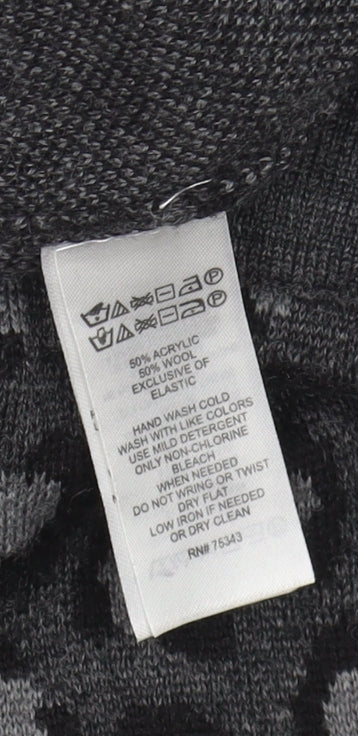 50% ACRYLIC
50% WOOL
EXCLUSIVE OF
ELASTIC
HAND WASH COLD
WASH WITH LIKE COLORS
USE MILD DETERGENT
ONLY NON-CHLORINE
BLEACH
WHEN NEEDED
DO NOT WRING OR TWIST
DRY FLAT
LOW IRON IF NEEDED
OR DRY CLEAN
RN# 75343